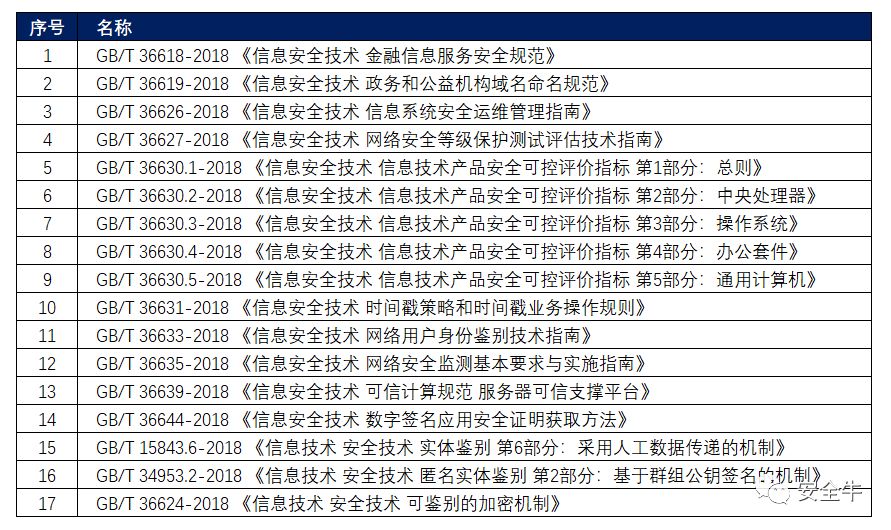 序号 名称
1 GB/T 36618-2018 《信息安全技术 金融信息服务安全规范》
2 GB/T 36619-2018 《信息安全技术 政务和公益机构域名命名规范》
3 GB/T 36626-2018 《信息安全技术 信息系统安全运维管理指南》
4 GB/T 36627-2018 《信息安全技术 网络安全等级保护测试评估技术指南》
5 GB/T 36630.1-2018 《信息安全技术 信息技术产品安全可控评价指标 第1部分：总则》
6 GB/T 36630.2-2018 《信息安全技术 信息技术产品安全可控评价指标 第2部分：中央处理器》
7 GB/T 36630.3-2018 《信息安全技术 信息技术产品安全可控评价指标 第3部分：操作系统》
8 GB/T 36630.4-2018 《信息安全技术 信息技术产品安全可控评价指标 第4部分：办公套件》
9 GB/T 36630.5-2018 《信息安全技术 信息技术产品安全可控评价指标 第5部分：通用计算机》
10 GB/T 36631-2018 《信息安全技术 时间戳策略和时间戳业务操作规则》
11 GB/T 36633-2018 《信息安全技术 网络用户身份鉴别技术指南》
12 GB/T 36635-2018 《信息安全技术 网络安全监测基本要求与实施指南》
13 GB/T 36639-2018 《信息安全技术 可信计算规范 服务器可信支撑平台》
14 GB/T 36644-2018 《信息安全技术 数字签名应用安全证明获取方法》
15 GB/T 15843.6-2018 《信息技术 安全技术 实体鉴别 第6部分：采用人工数据传递的机制》
16 GB/T 34953.2-2018 《信息技术 安全技术 匿名实体鉴别 第2部分：基于群组公钥签名的机制》
17 GB/T 36624-2018 《信息技术 安全技术 可鉴别的加密机制》
安全牛